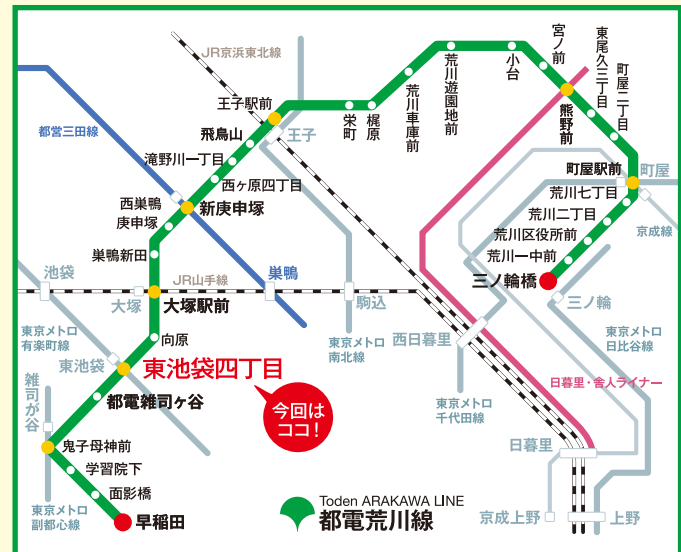 JR京浜東北線
王子駅前
都営三田線
飛鳥山
王子
滝野川一丁目
西ヶ原四丁目
西巣鴨
新庚申塚
庚申塚
巣鴨新田
池袋
JR山手線
巣鴨
大塚
大塚駅前
駒込
東京メトロ
有楽町線
向原
東京メトロ
南北線
東池袋
東池袋四丁目
今回は
ココ!
雑司が谷
都電雑司ヶ谷
鬼子母神前
学習院下
面影橋
東京メトロ
副都心線
早稲田
栄町
梶原
荒川車庫前
荒川遊園地前
小台
宮ノ前
熊野前
東尾久三丁目
町屋二丁目
町屋駅前
町屋
荒川七丁目
京成線
荒川二丁目
荒川区役所前
荒川一中前
三ノ輪橋
三ノ輪
西日暮里
東京メトロ
日比谷線
東京メトロ
千代田線
日暮里・舎人ライナー
日暮里
京成上野
上野
Toden ARAKAWA LINE
都電荒川線